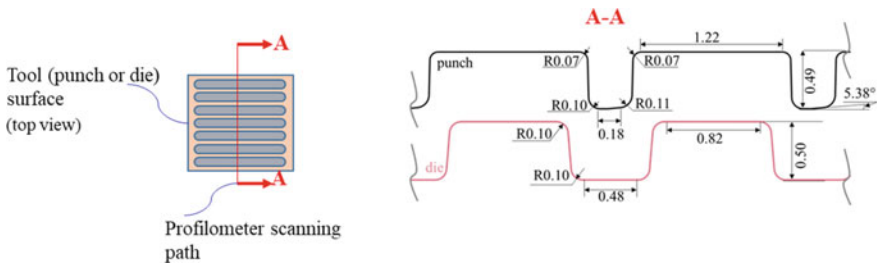 A
Tool (punch or die)
surface
(top view)
A
Profilometer scanning
path
A-A
1.22
punch
R0.07
R0.07
0.49
5.38°
R0.10
R0.11
0.18
R0.10
0.82
0.50
die
R0.10
0.48